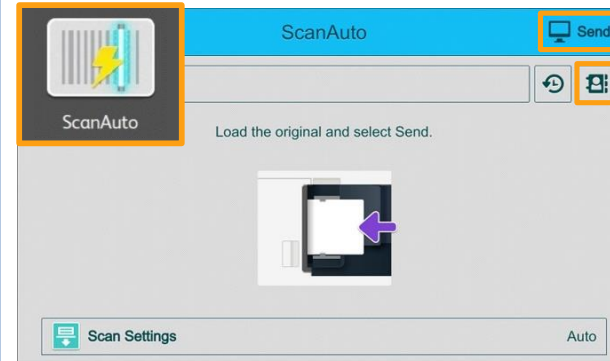 ScanAuto
Send
ScanAuto
Load the original and select Send.
Scan Settings
Auto